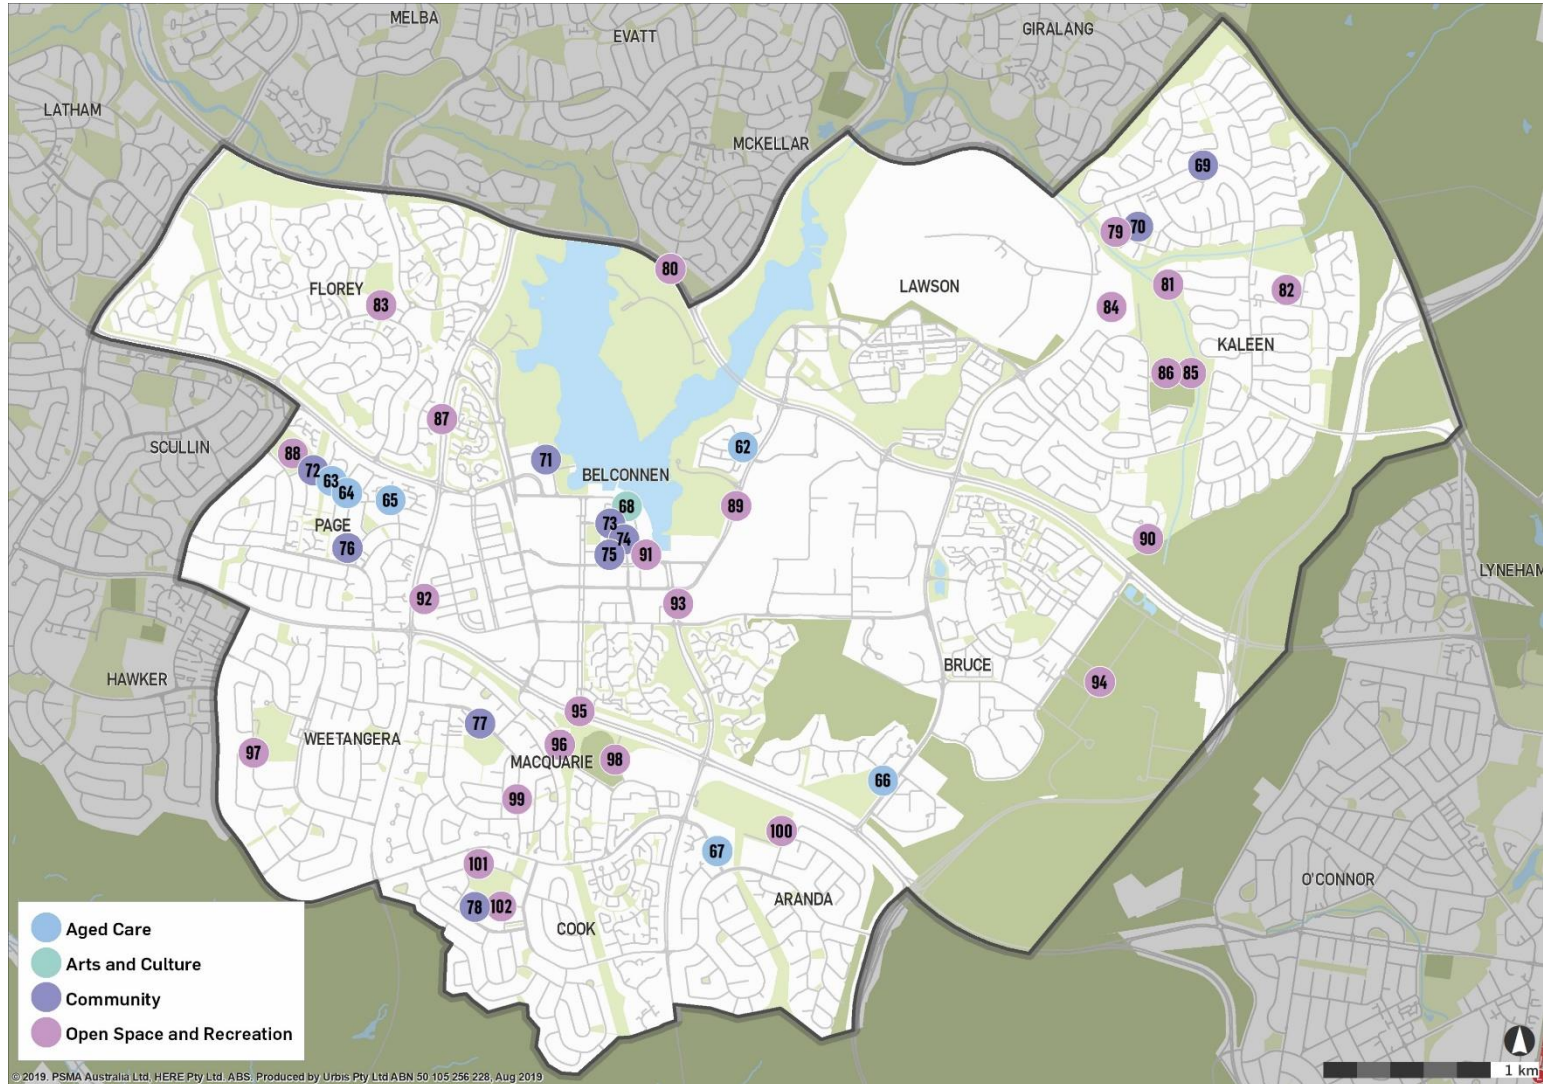 MELBA
EVATT
GIRALANG
LATHAM
MCKELLAR
69
79
70
80
FLOREY
83
LAWSON
81
82
84
KALEEN
86
85
87
SCULLIN
88
72
63
64
65
71
BELCONNEN
62
68
89
PAGE
73
74
76
75
91
90
LYNEHAM
92
93
HAWKER
BRUCE
94
77
95
WEETANGERA
97
96
MACQUARIE
98
99
66
100
67
101
78
102
COOK
ARANDA
O'CONNOR
Aged Care
Arts and Culture
Community
Open Space and Recreation
© 2019. PSMA Australia Ltd, HERE Pty Ltd. ABS. Produced by Urbis Pty Ltd ABN 50 105 256 228, Aug 2019
1 km